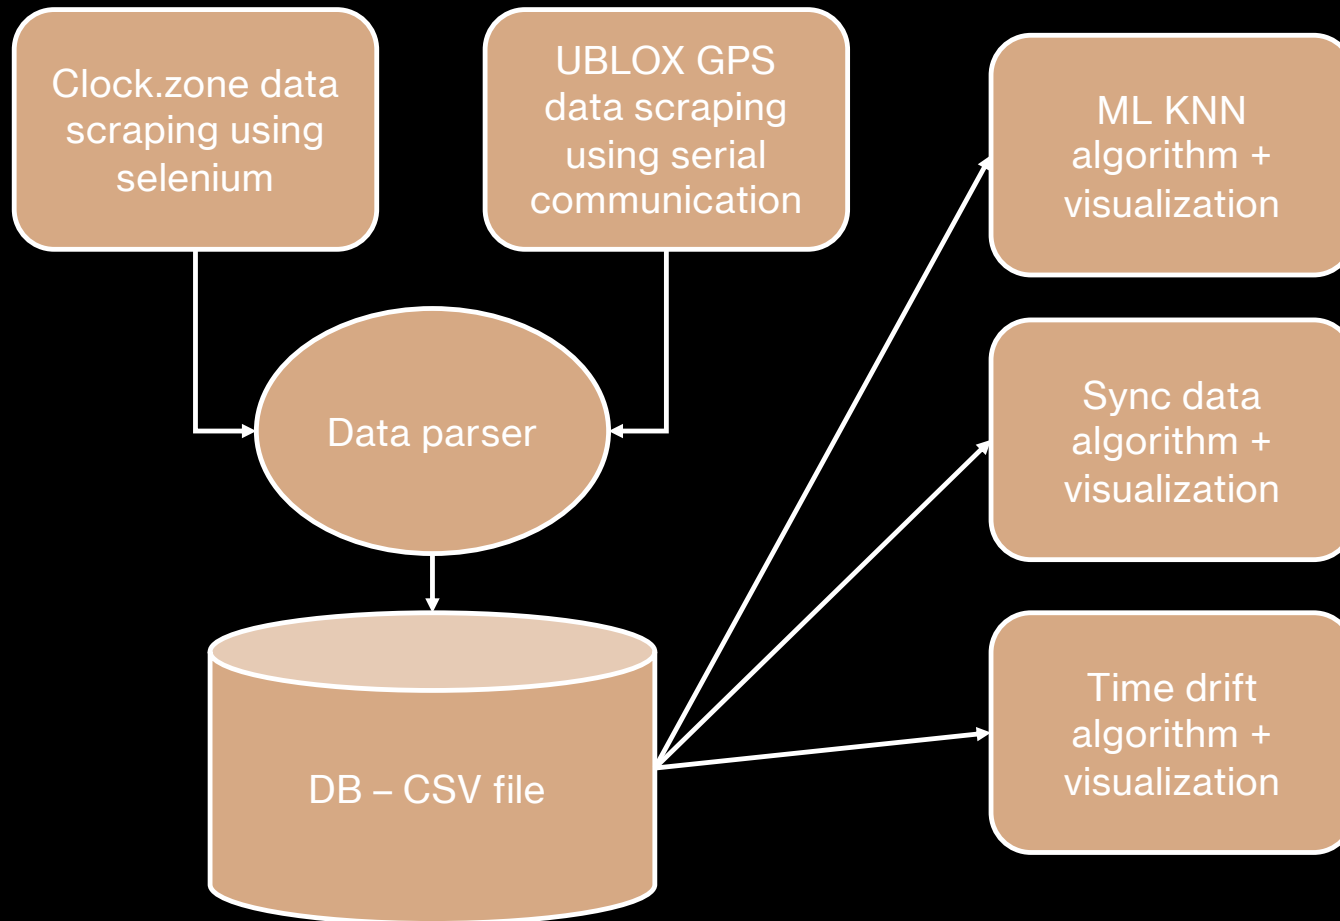 Clock.zone data
scraping using
selenium
UBLOX GPS
data scraping
using serial
communication
ML KNN
algorithm +
visualization
Data parser
Sync data
algorithm +
visualization
DB – CSV file
Time drift
algorithm +
visualization